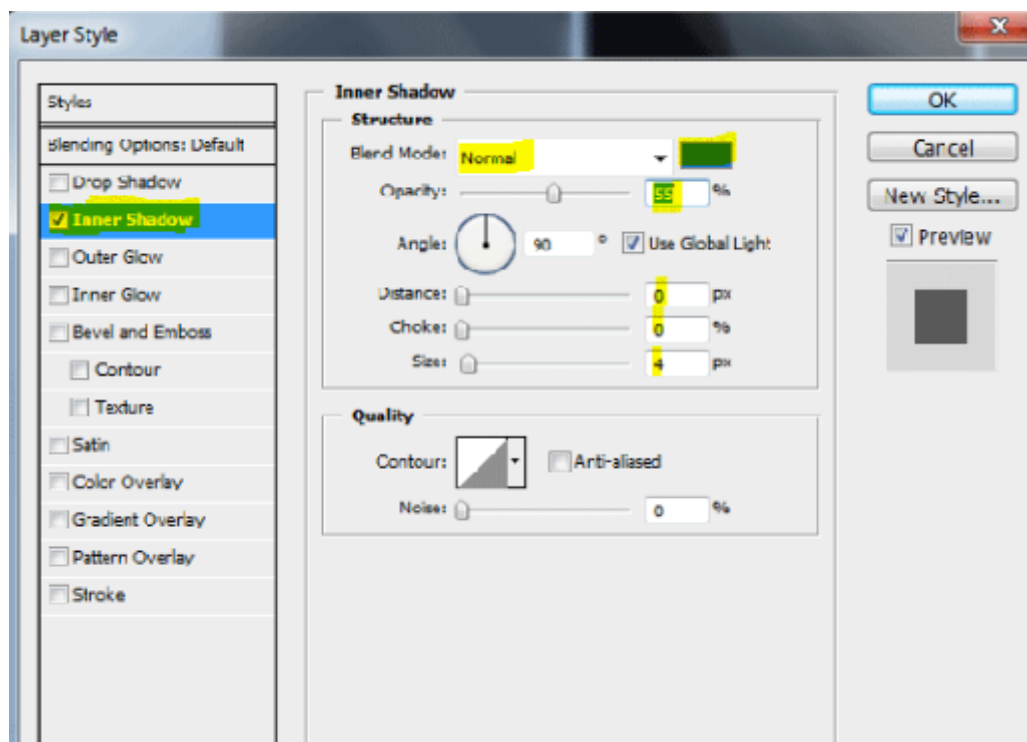 Layer Style
Styles
Blending Options: Default
Drop Shadow
Inner Shadow
Outer Glow
Inner Glow
Bevel and Emboss
Contour
Texture
Satin
Color Overlay
Gradient Overlay
Pattern Overlay
Stroke
Inner Shadow
Structure
Blend Mode: Normal
Opacity: 55 %
Angle: 90 ° Use Global Light
Distance: 0 px
Choke: 0 %
Size: 4 px
Quality
Contour: Anti-aliased
Noise: 0 %
OK
Cancel
New Style...
Preview